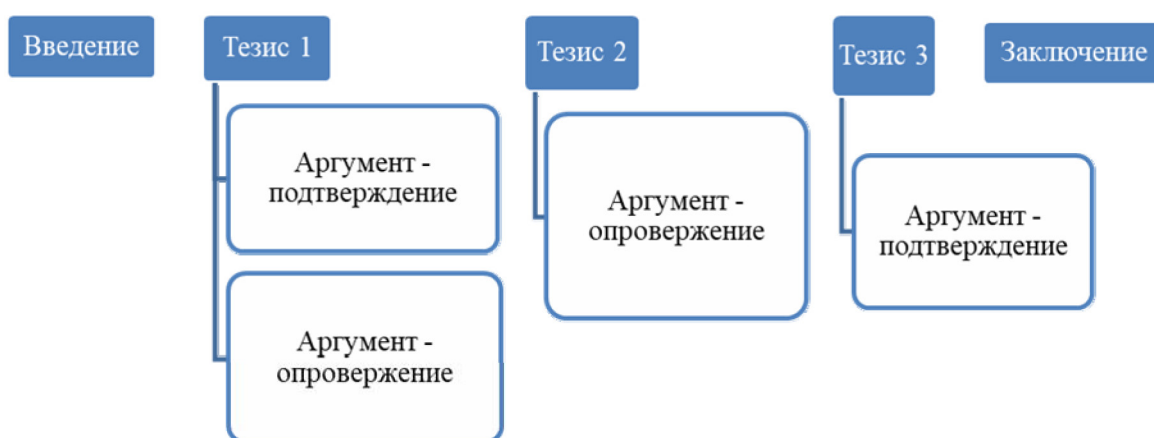 Введение
Тезис 1
Тезис 2
Тезис 3
Заключение
Аргумент -
подтверждение
Аргумент -
опровержение
Аргумент -
опровержение
Аргумент -
подтверждение